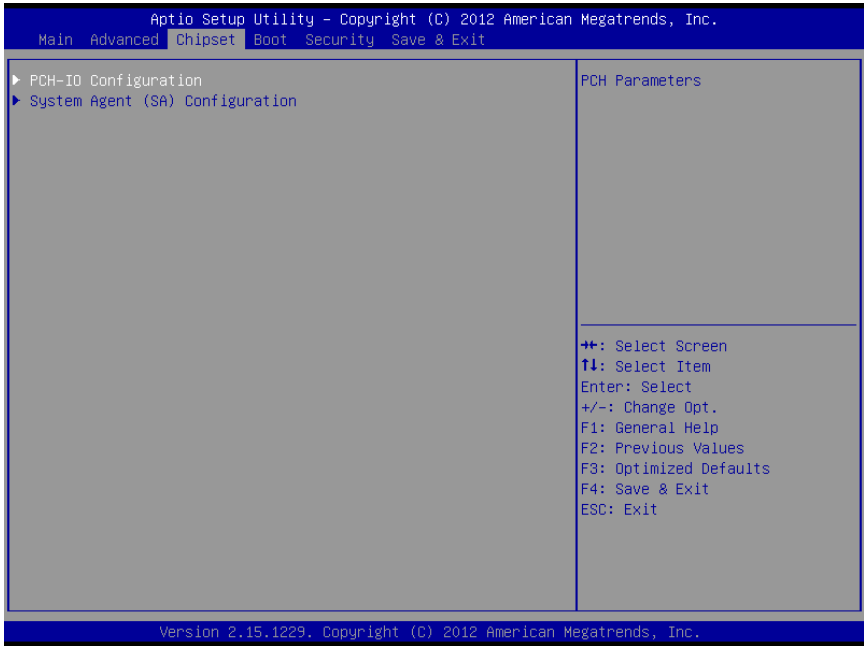 Aptio Setup Utility – Copyright (C) 2012 American Megatrends, Inc.
Main Advanced Chipset Boot Security Save & Exit
PCH-IO Configuration
System Agent (SA) Configuration
PCH Parameters
→←: Select Screen
↑↓: Select Item
Enter: Select
+/-: Change Opt.
F1: General Help
F2: Previous Values
F3: Optimized Defaults
F4: Save & Exit
ESC: Exit
Version 2.15.1229. Copyright (C) 2012 American Megatrends, Inc.